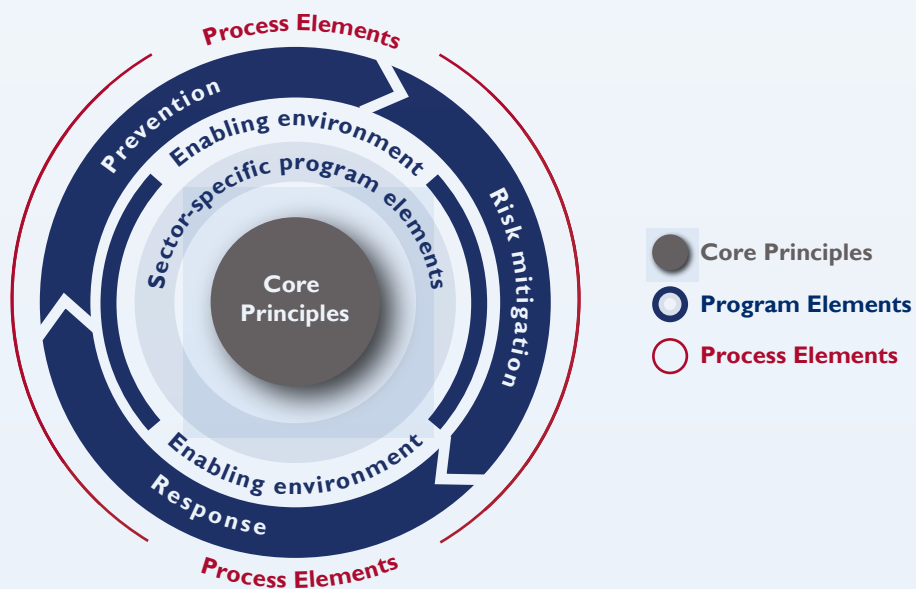 Process Elements
Prevention
Enabling environment
Sector-specific program elements
Risk mitigation
Core
Principles
Enabling environment
Response
Process Elements
Core Principles
Program Elements
Process Elements